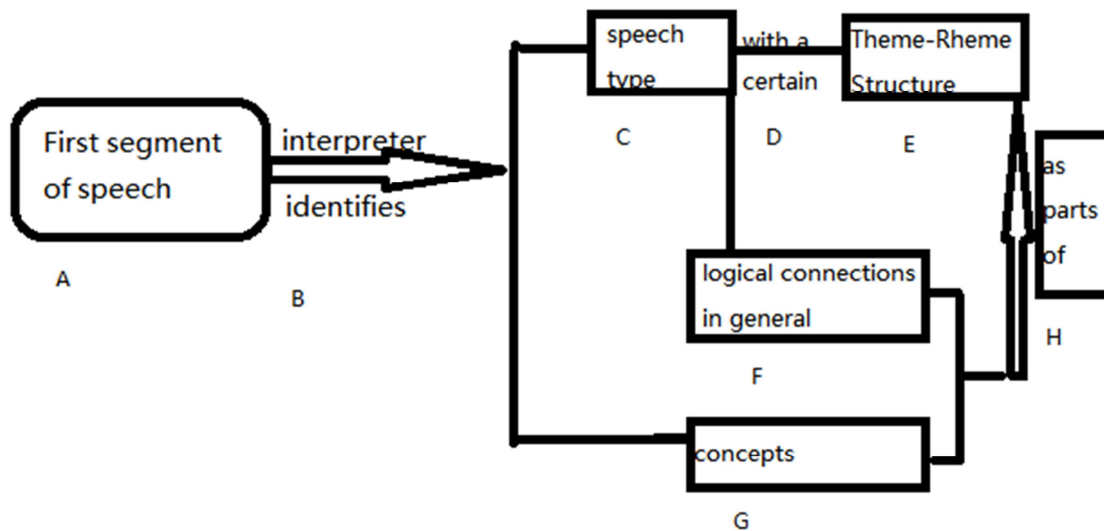 speech
type
with a
certain
Theme-Rheme
Structure
First segment
of speech
interpreter
identifies
C
D
E
as
parts
of
A
B
logical connections
in general
F
H
concepts
G